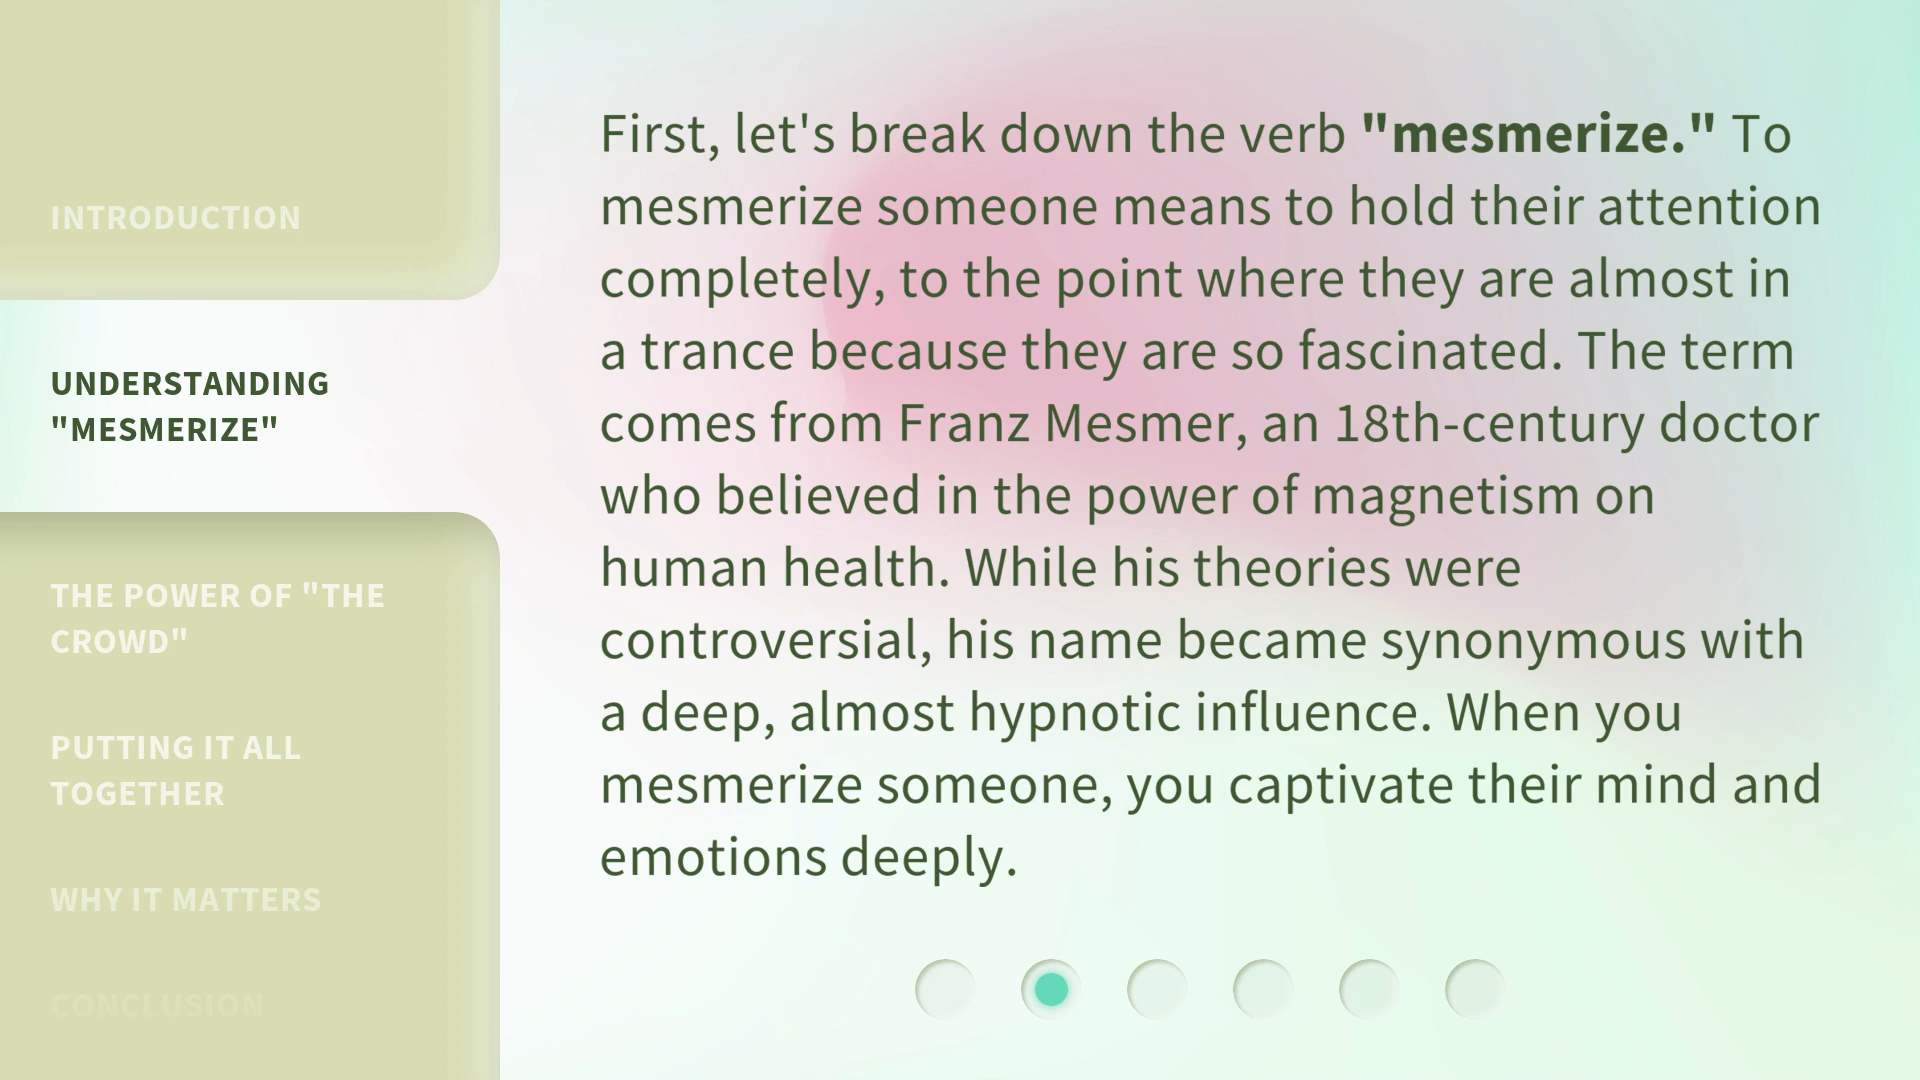 INTRODUCTION
UNDERSTANDING
"MESMERIZE"
THE POWER OF "THE
CROWD"
PUTTING IT ALL
TOGETHER
WHY IT MATTERS
CONCLUSION
First, let's break down the verb "mesmerize." To
mesmerize someone means to hold their attention
completely, to the point where they are almost in
a trance because they are so fascinated. The term
comes from Franz Mesmer, an 18th-century doctor
who believed in the power of magnetism on
human health. While his theories were
controversial, his name became synonymous with
a deep, almost hypnotic influence. When you
mesmerize someone, you captivate their mind and
emotions deeply.